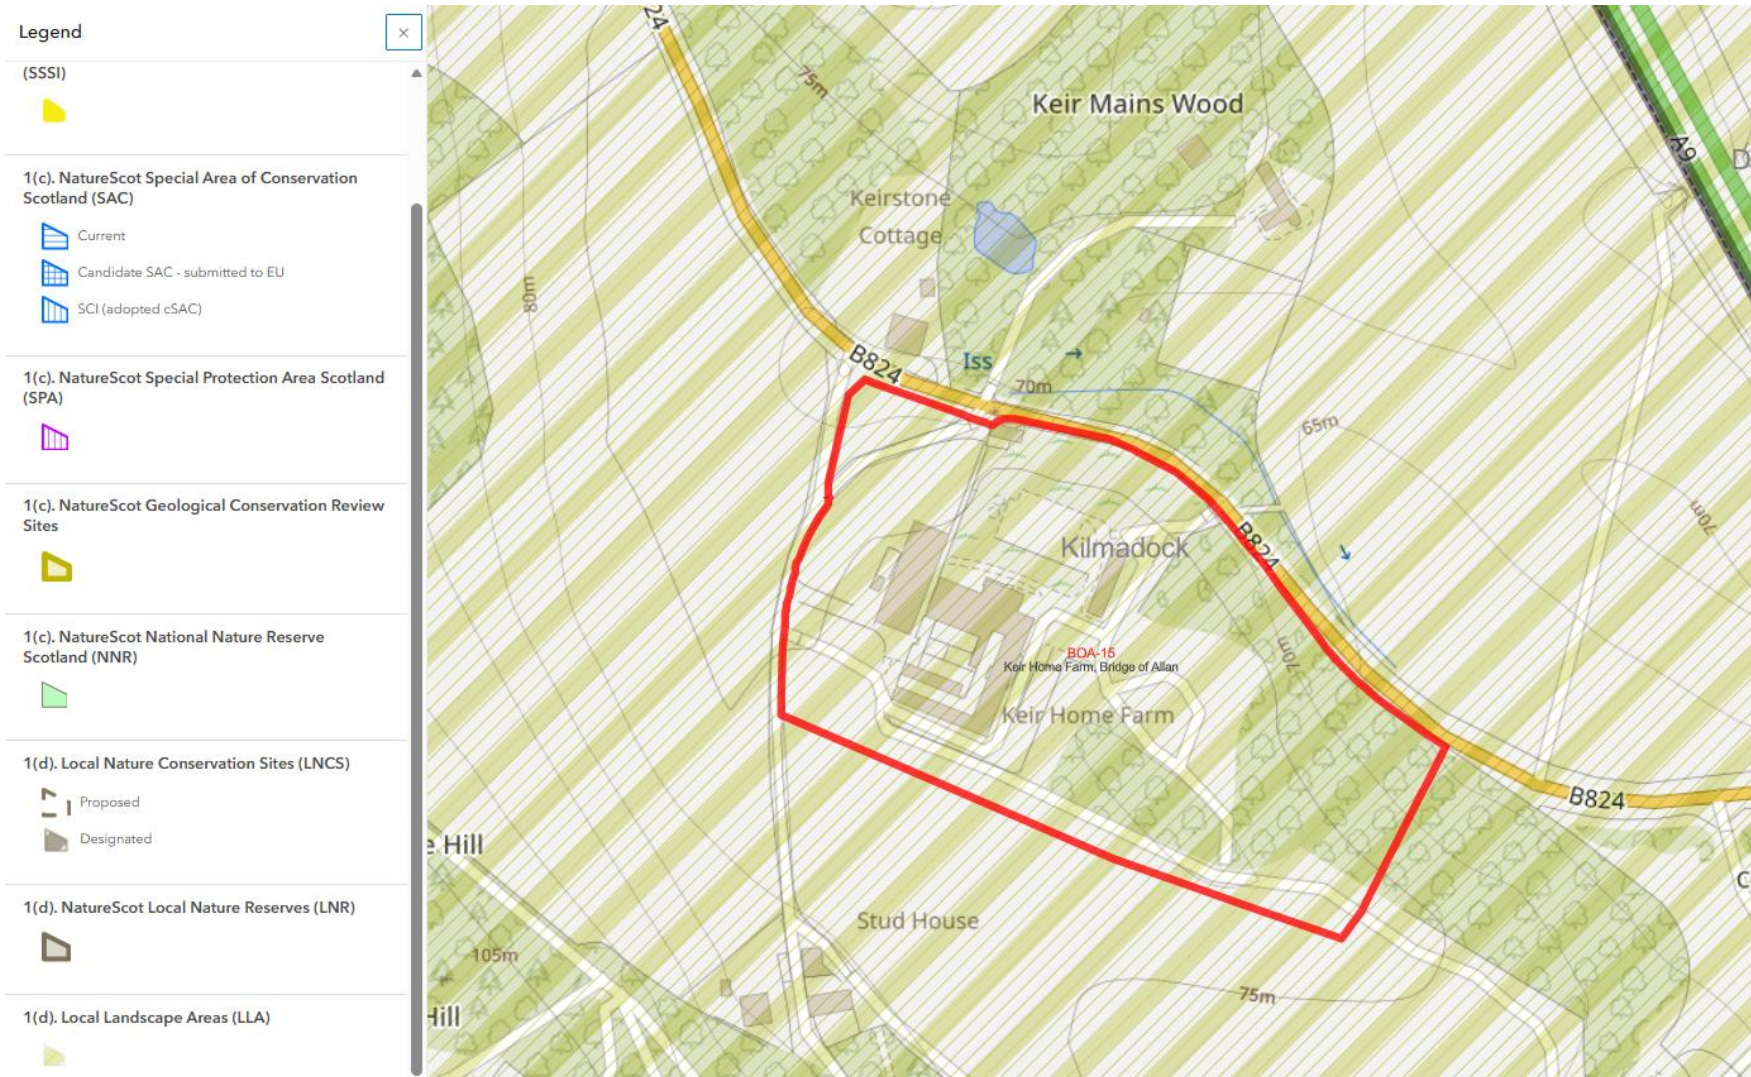 Legend
×
(SSSI)
1(c). NatureScot Special Area of Conservation
Scotland (SAC)
Current
Candidate SAC - submitted to EU
SCI (adopted cSAC)
1(c). NatureScot Special Protection Area Scotland
(SPA)
1(c). NatureScot Geological Conservation Review
Sites
1(c). NatureScot National Nature Reserve
Scotland (NNR)
1(d). Local Nature Conservation Sites (LNCS)
Proposed
Designated
1(d). NatureScot Local Nature Reserves (LNR)
1(d). Local Landscape Areas (LLA)
24
75m
Keir Mains Wood
A9
D
Keirstone
Cottage
80m
B824
Iss
70m
65m
70m
B824
Kilmadock
70m
BOA-15
Keir Home Farm, Bridge of Allan
Keir Home Farm
B824
e Hill
C
Stud House
105m
75m
Hill